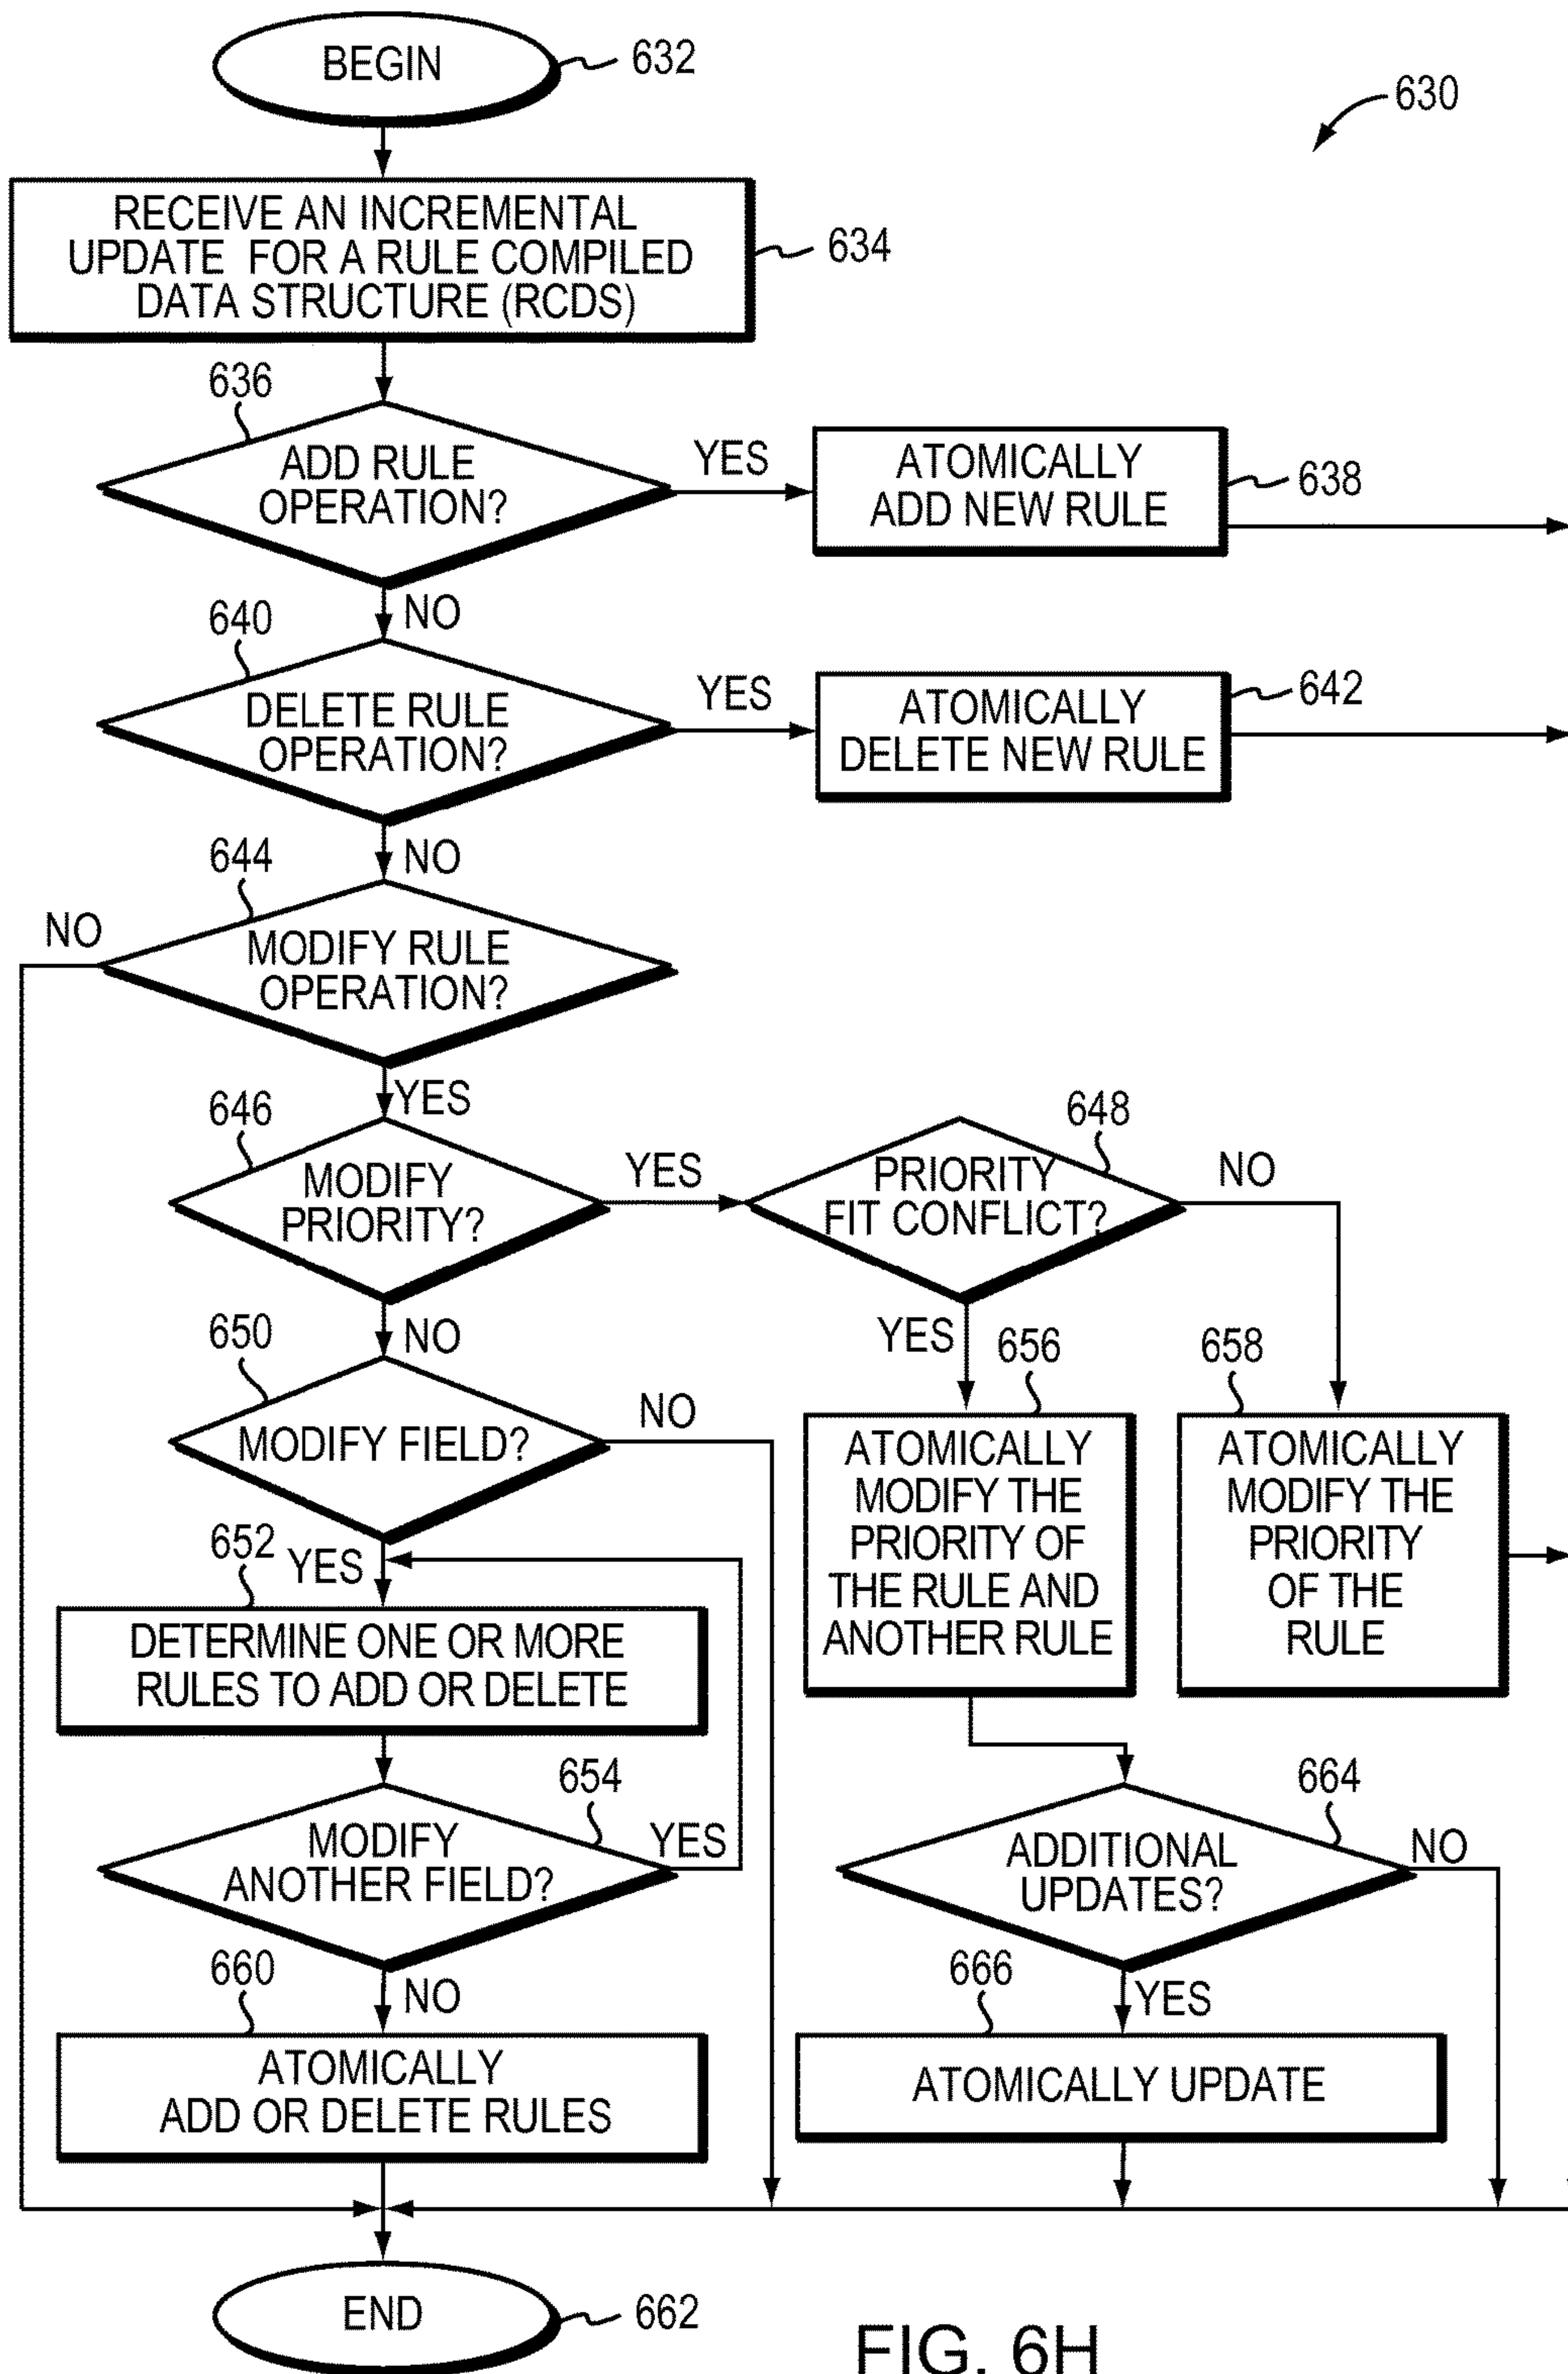 BEGIN
632
630
RECEIVE AN INCREMENTAL
UPDATE FOR A RULE COMPILED
DATA STRUCTURE (RCDS)
634
636
ADD RULE
OPERATION?
YES
ATOMICALLY
ADD NEW RULE
638
NO
640
DELETE RULE
OPERATION?
YES
ATOMICALLY
DELETE NEW RULE
642
NO
644
NO
MODIFY RULE
OPERATION?
YES
646
MODIFY
PRIORITY?
YES
648
PRIORITY
FIT CONFLICT?
NO
NO
650
MODIFY FIELD?
NO
YES
656
ATOMICALLY
MODIFY THE
PRIORITY OF
THE RULE AND
ANOTHER RULE
658
ATOMICALLY
MODIFY THE
PRIORITY
OF THE
RULE
652
YES
DETERMINE ONE OR MORE
RULES TO ADD OR DELETE
654
MODIFY
ANOTHER FIELD?
YES
664
ADDITIONAL
UPDATES?
NO
660
NO
ATOMICALLY
ADD OR DELETE RULES
666
YES
ATOMICALLY UPDATE
END
662
FIG. 6H